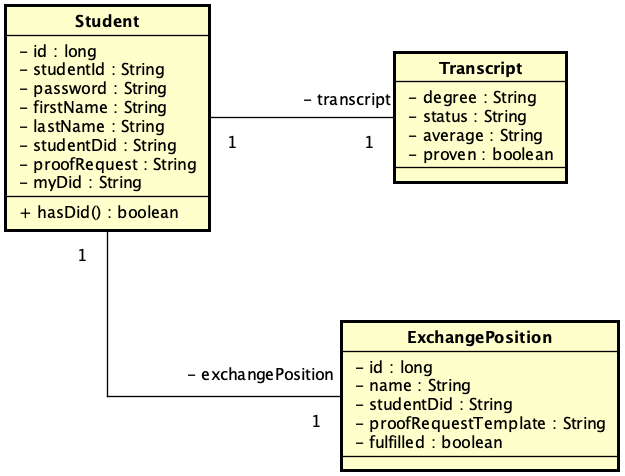 Student
- id : long
- studentId : String
- password : String
- firstName : String
- lastName : String
- studentDid : String
- proofRequest : String
- myDid : String
+ hasDid() : boolean
- transcript
1
1
Transcript
- degree : String
- status : String
- average : String
- proven : boolean
1
- exchangePosition
1
ExchangePosition
- id : long
- name : String
- studentDid : String
- proofRequestTemplate : String
- fulfilled : boolean